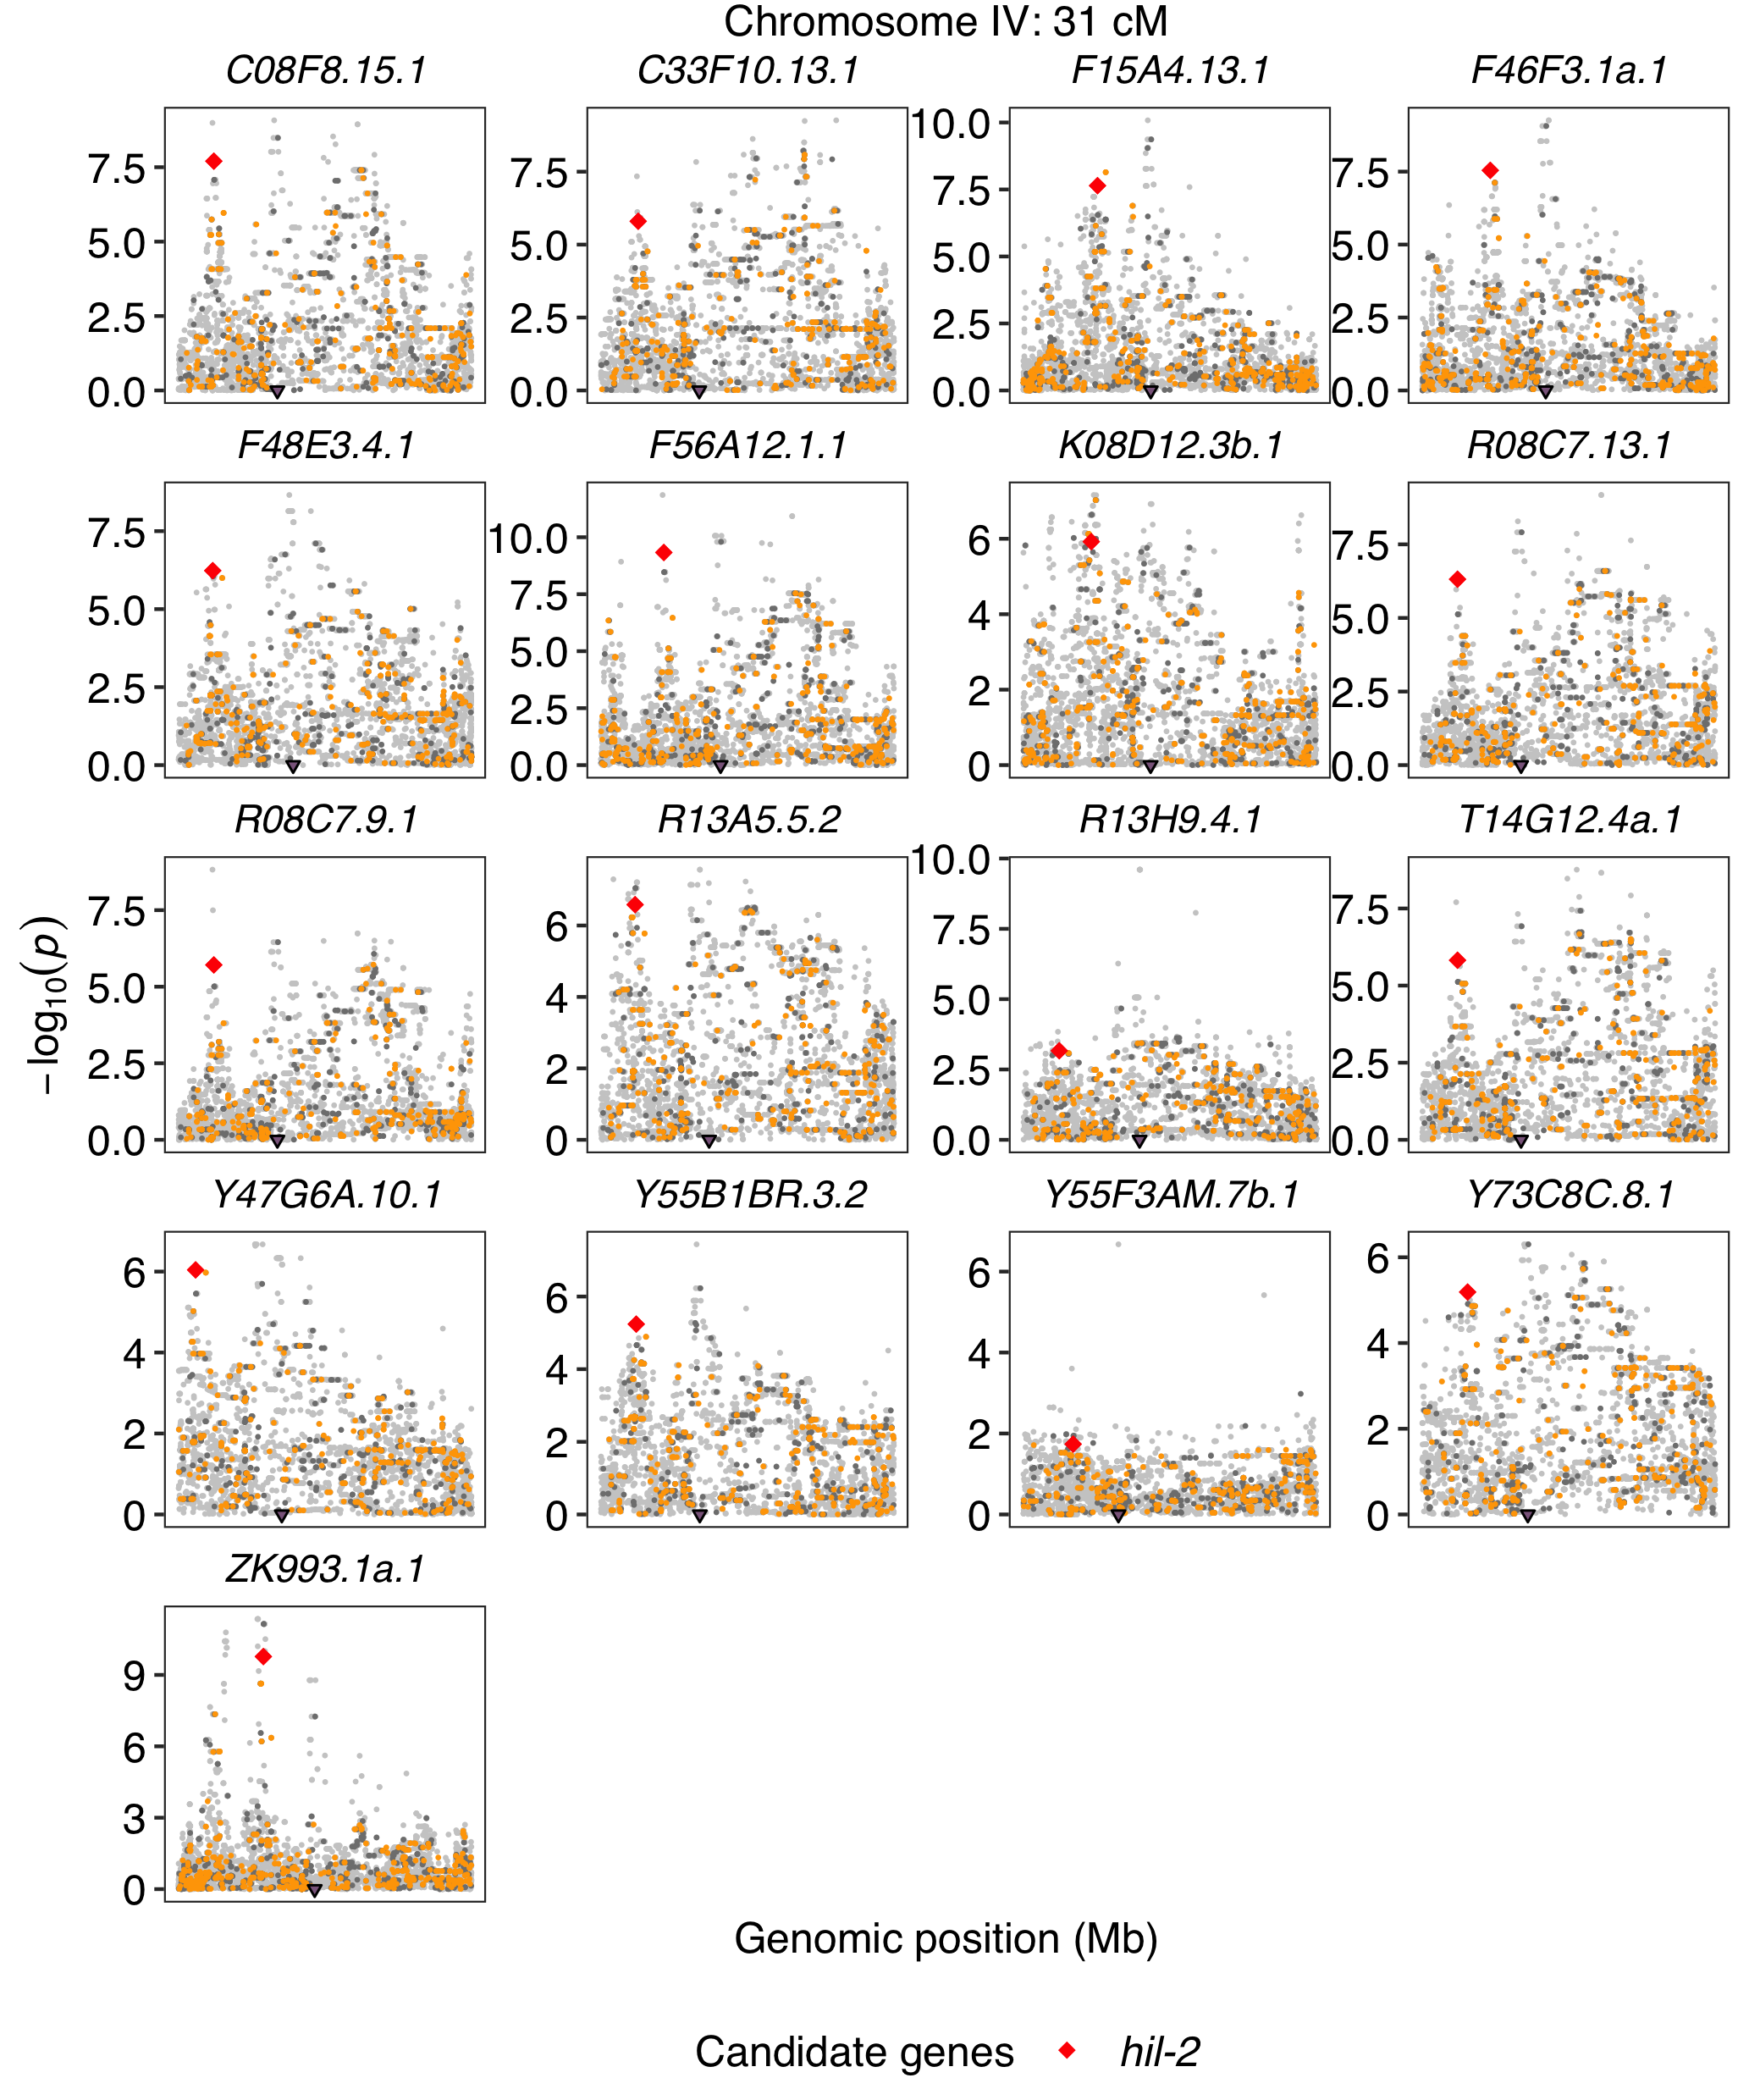 Chromosome IV: 31 cM
C08F8.15.1 C33F10.13.1 F15A4.13.1 F46F3.1a.1
7.5 5.0 2.5 0.0
7.5 5.0 2.5 0.0
10.0 7.5 5.0 2.5 0.0
7.5 5.0 2.5 0.0
F48E3.4.1 F56A12.1.1 K08D12.3b.1 R08C7.13.1
7.5 5.0 2.5 0.0
10.0 7.5 5.0 2.5 0.0
6 4 2 0
7.5 5.0 2.5 0.0
R08C7.9.1 R13A5.5.2 R13H9.4.1 T14G12.4a.1
7.5 5.0 2.5 0.0
6 4 2 0
10.0 7.5 5.0 2.5 0.0
7.5 5.0 2.5 0.0
Y47G6A.10.1 Y55B1BR.3.2 Y55F3AM.7b.1 Y73C8C.8.1
6 4 2 0
6 4 2 0
6 4 2 0
6 4 2 0
ZK993.1a.1
9 6 3 0
−log10(p)
Genomic position (Mb)
Candidate genes hil-2